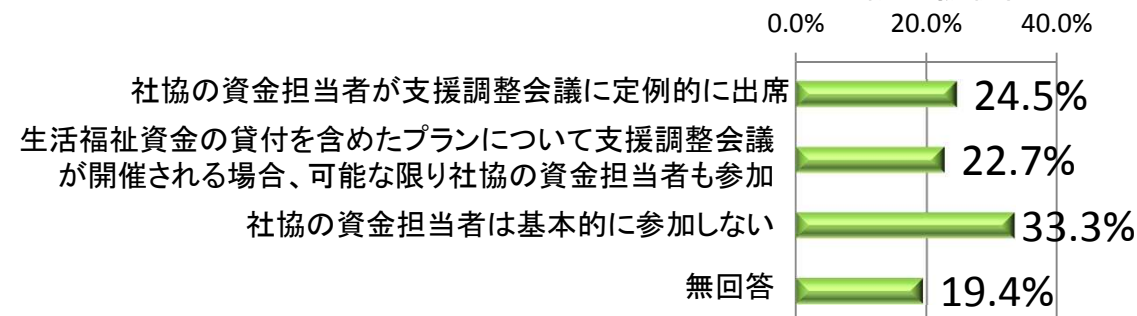 0.0% 20.0% 40.0%
社協の資金担当者が支援調整会議に定例的に出席 24.5%
生活福祉資金の貸付を含めたプランについて支援調整会議
が開催される場合、可能な限り社協の資金担当者も参加 22.7%
社協の資金担当者は基本的に参加しない 33.3%
無回答 19.4%